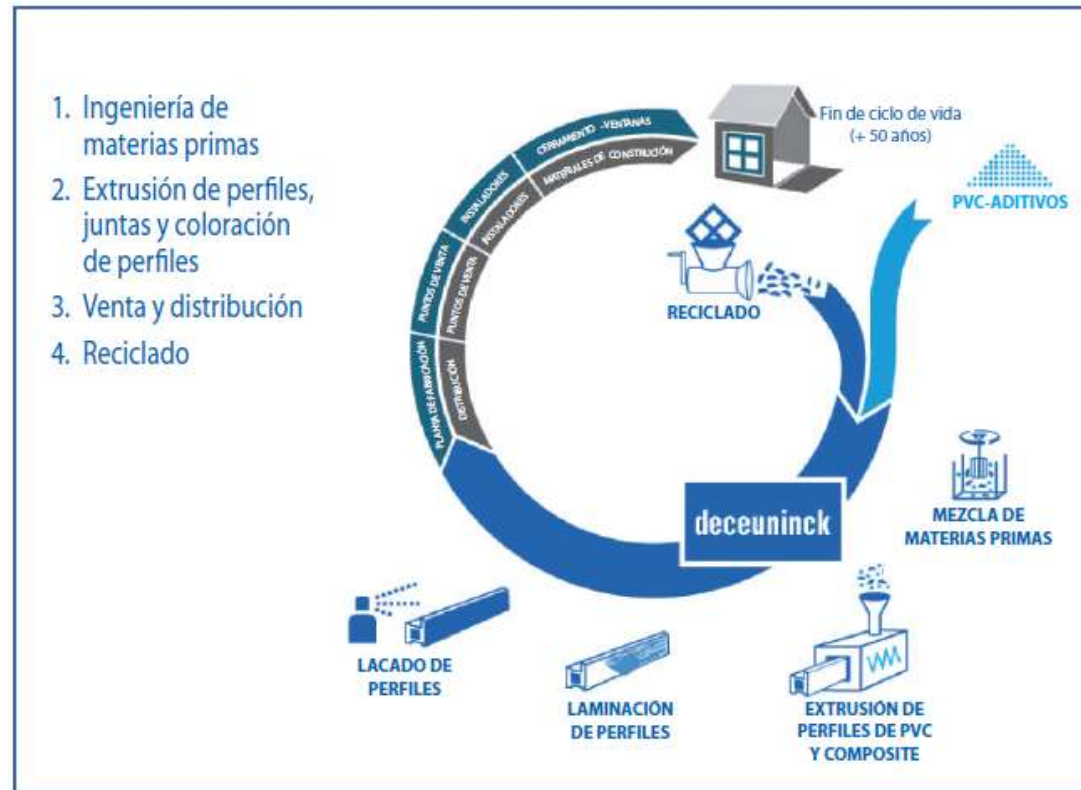 1. Ingeniería de
materias primas
2. Extrusión de perfiles,
juntas y coloración
de perfiles
3. Venta y distribución
4. Reciclado
CERRAMIENTO - VENTANAS
MATERIALES DE CONSTRUCIÓN
INSTALADORES
INSTALADORES
PUNTOS DE VENTA
PUNTOS DE VENTA
PLANTA DE FABRICACIÓN
DISTRIBUCIÓN
Fin de ciclo de vida
(+ 50 años)
PVC-ADITIVOS
RECICLADO
deceuninck
MEZCLA DE
MATERIAS PRIMAS
LACADO DE
PERFILES
LAMINACIÓN
DE PERFILES
EXTRUSIÓN DE
PERFILES DE PVC
Y COMPOSITE